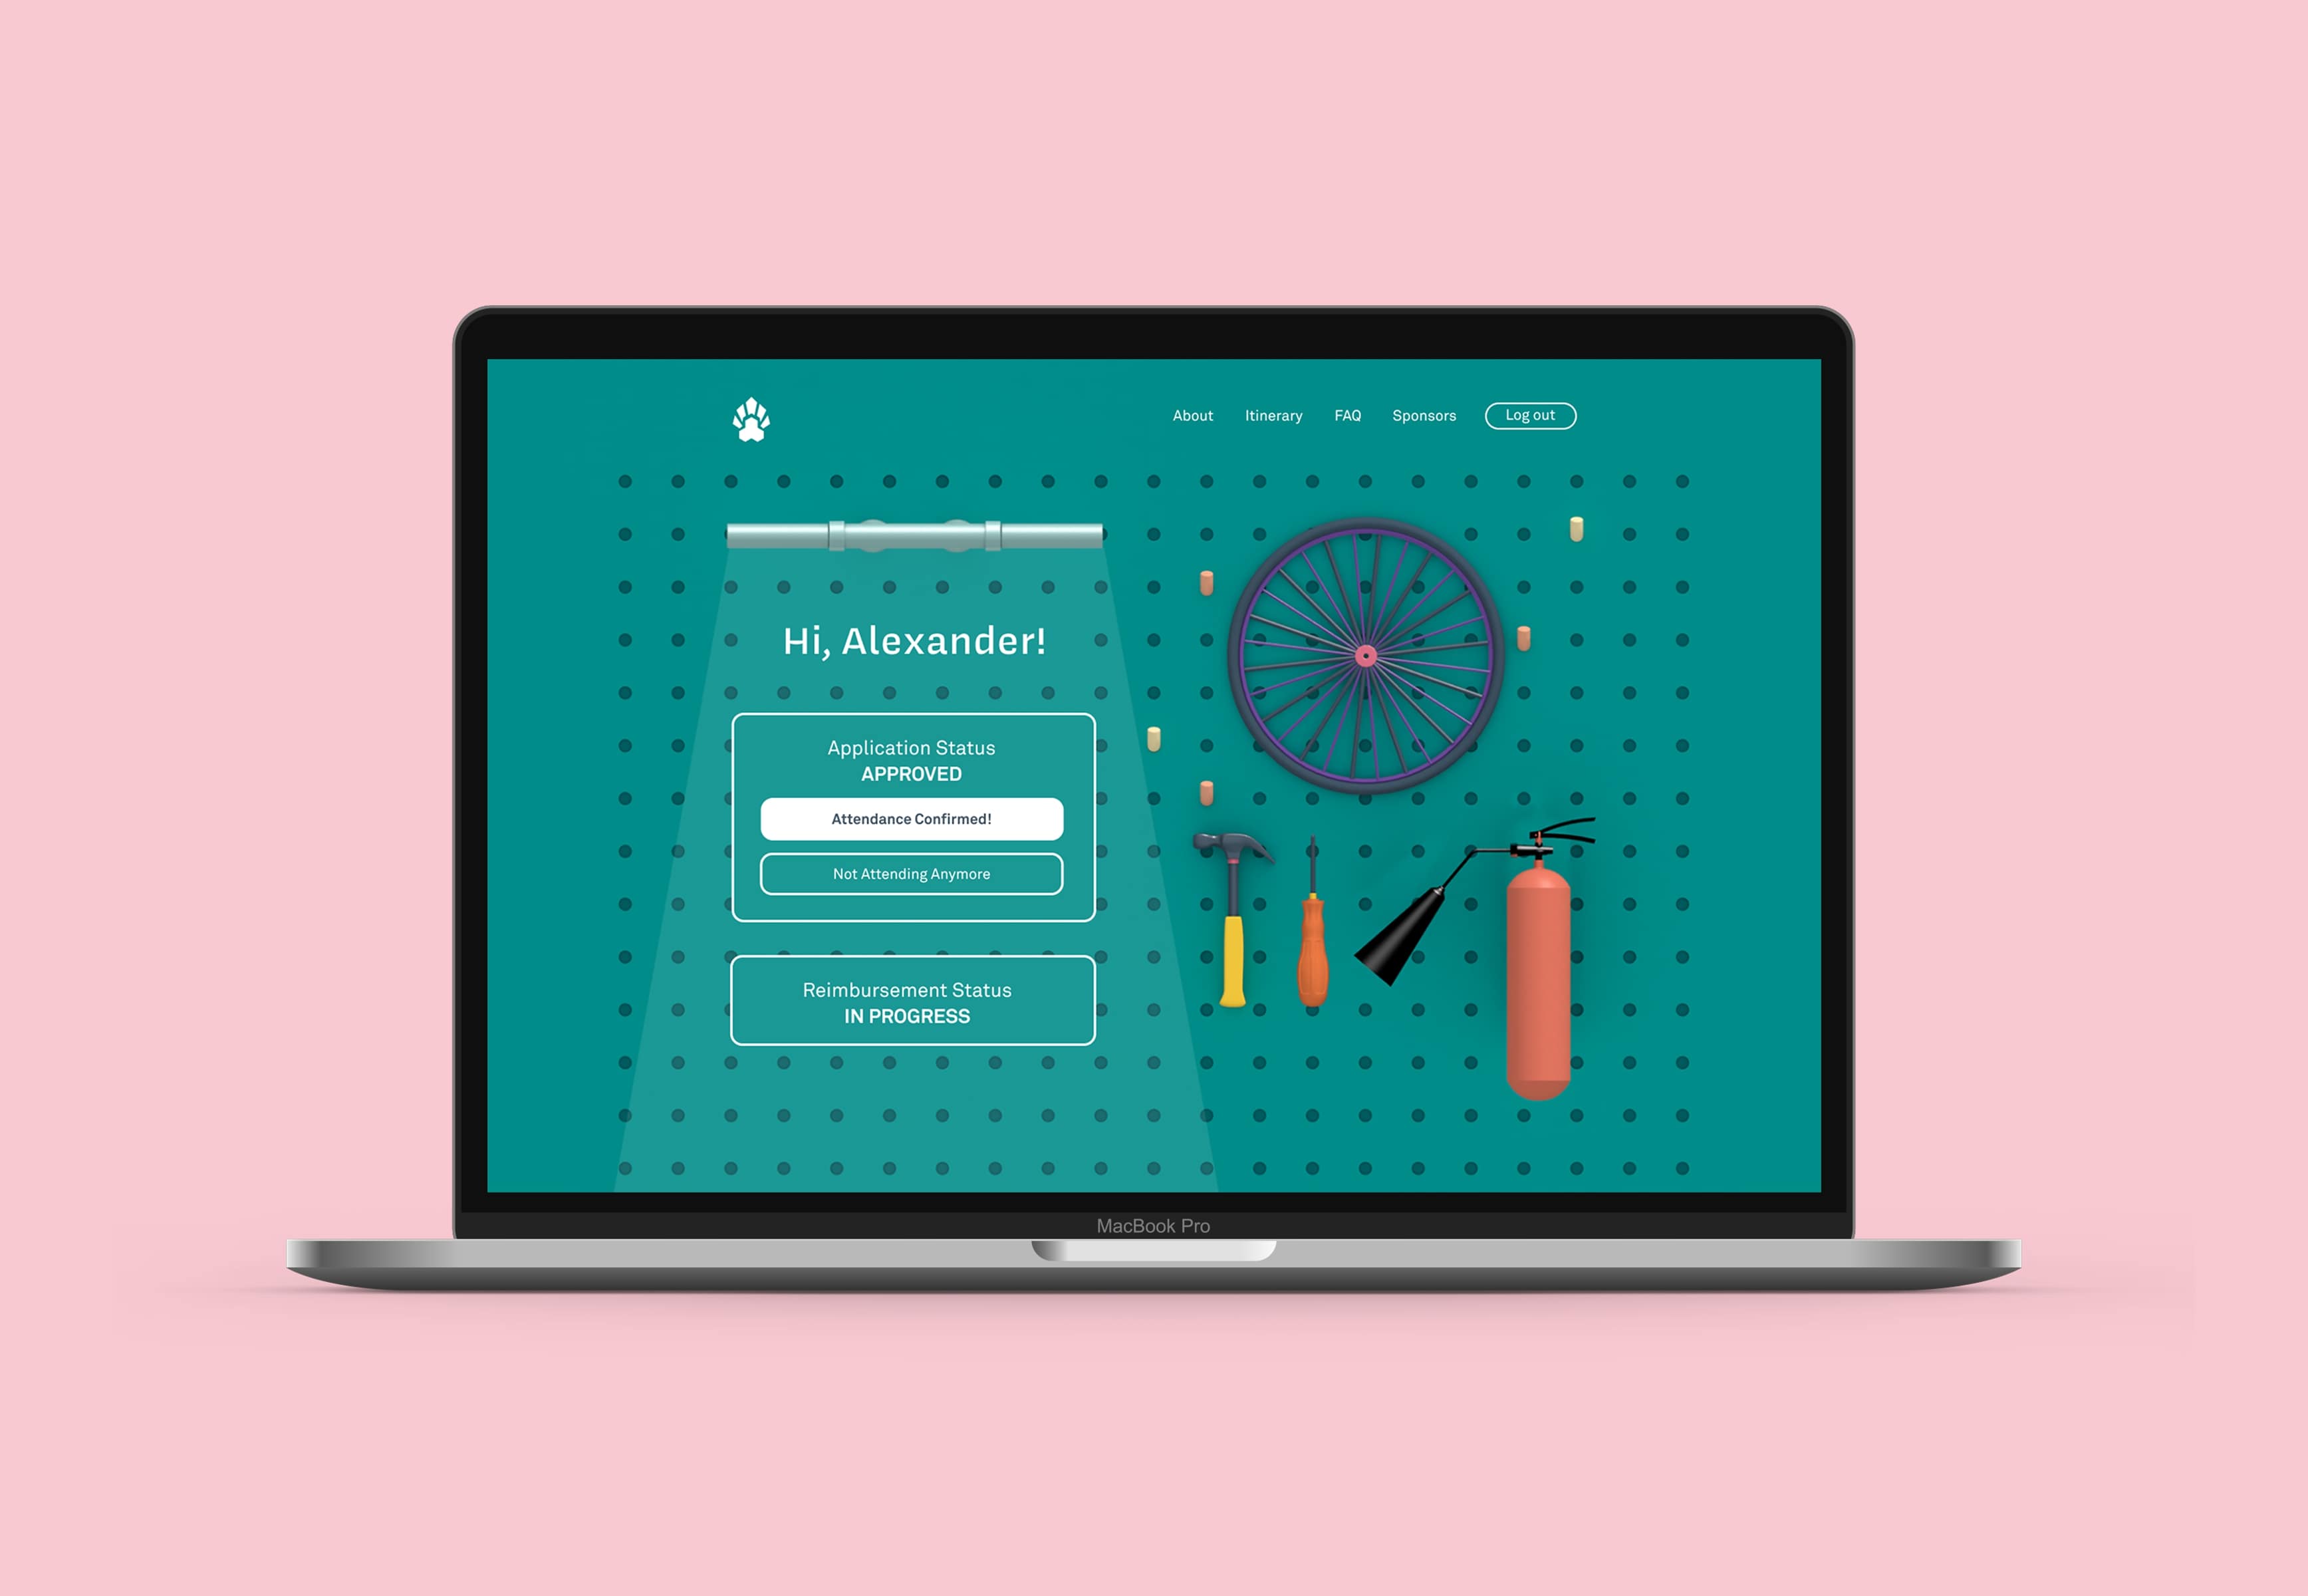 About
Itinerary
FAQ
Sponsors
Log out
Hi, Alexander!
Application Status
APPROVED
Attendance Confirmed!
Not Attending Anymore
Reimbursement Status
IN PROGRESS
MacBook Pro